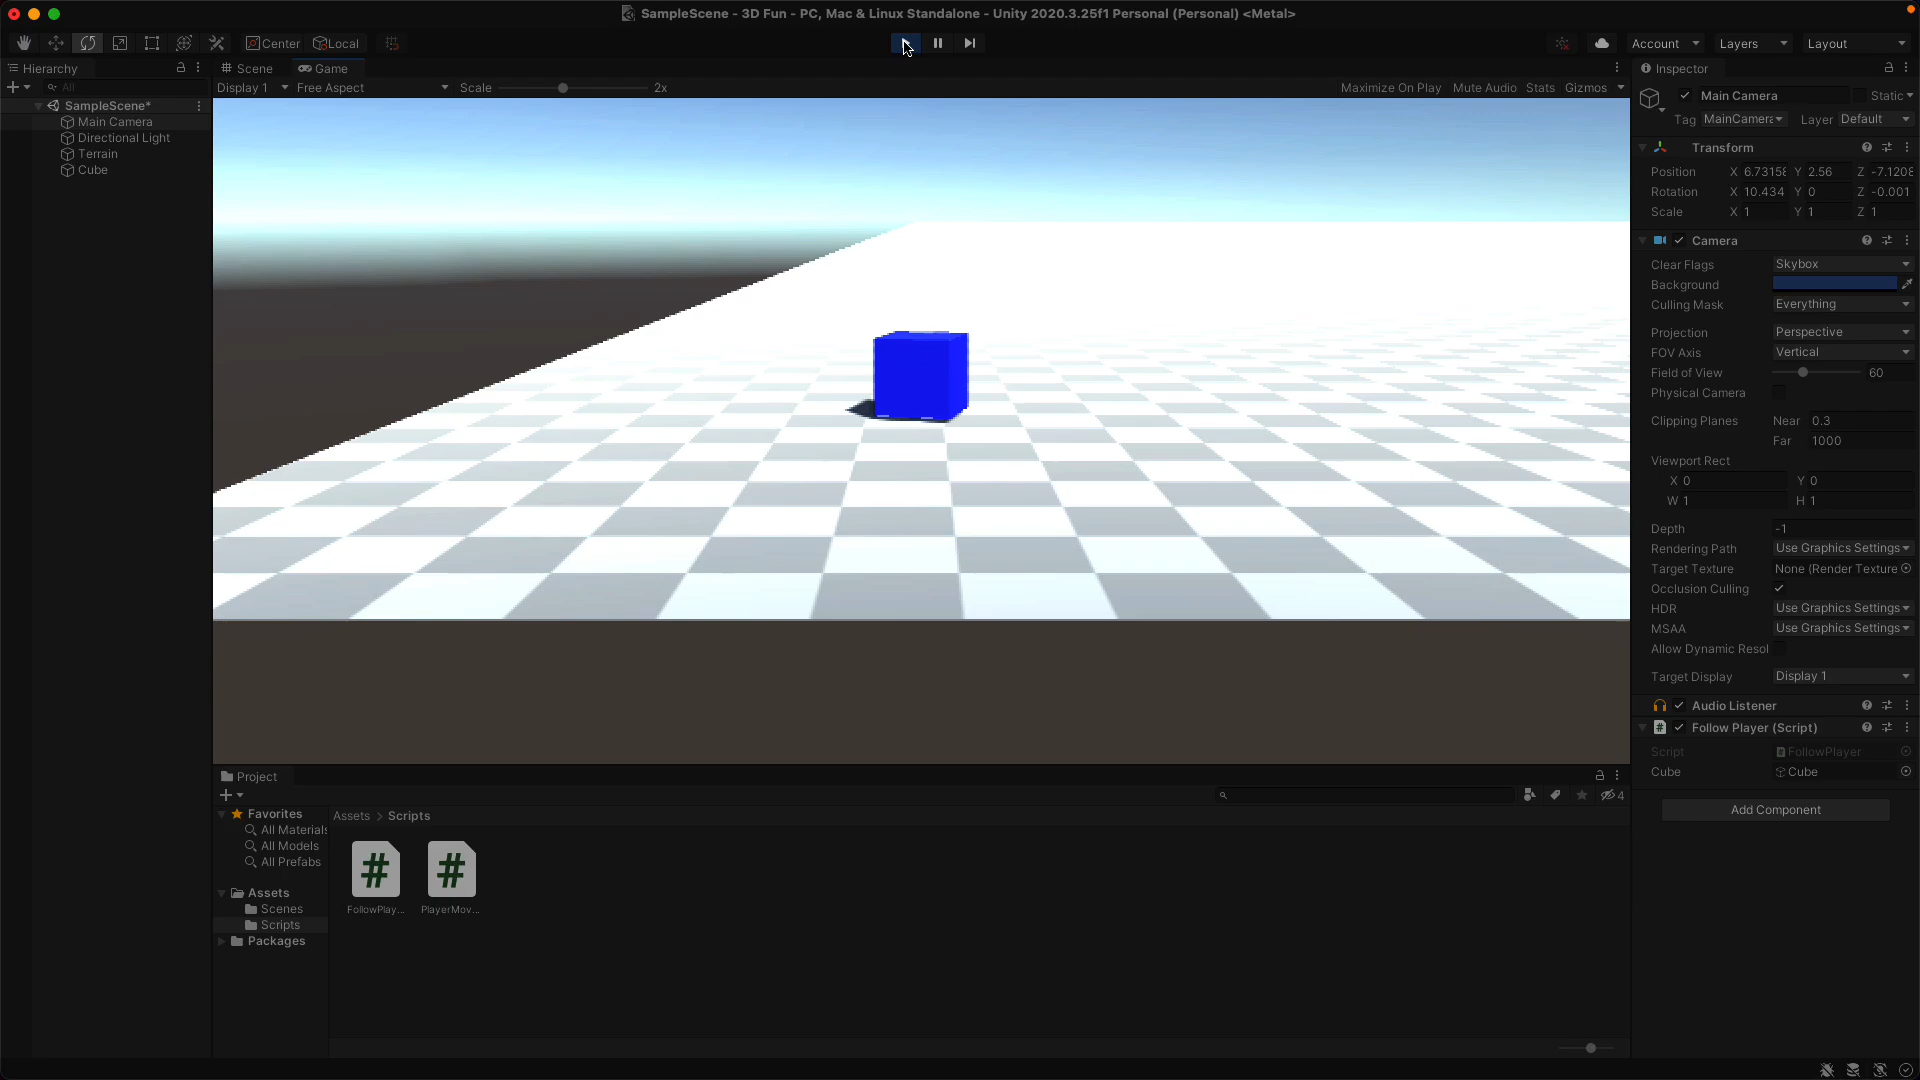 SampleScene - 3D Fun - PC, Mac & Linux Standalone - Unity 2020.3.25f1 Personal (Personal) <Metal>
Center Local
Account Layers Layout
Hierarchy
All
SampleScene*
Main Camera
Directional Light
Terrain
Cube
Scene Game
Display 1 Free Aspect Scale 2x
Maximize On Play Mute Audio Stats Gizmos
Inspector
Main Camera Static
Tag MainCamera Layer Default
Transform
Position X 6.7315 Y 2.56 Z -7.120
Rotation X 10.434 Y 0 Z -0.001
Scale X 1 Y 1 Z 1
Camera
Clear Flags Skybox
Background
Culling Mask Everything
Projection Perspective
FOV Axis Vertical
Field of View 60
Physical Camera
Clipping Planes Near 0.3
Far 1000
Viewport Rect
X 0 Y 0
W 1 H 1
Depth -1
Rendering Path Use Graphics Settings
Target Texture None (Render Texture
Occlusion Culling
HDR Use Graphics Settings
MSAA Use Graphics Settings
Allow Dynamic Resol
Target Display Display 1
Audio Listener
# Follow Player (Script)
Script FollowPlayer
Cube Cube
Add Component
Project
4
Favorites
All Materials
All Models
All Prefabs
Assets
Scenes
Scripts
Packages
Assets > Scripts
# #
FollowPlay... PlayerMov...